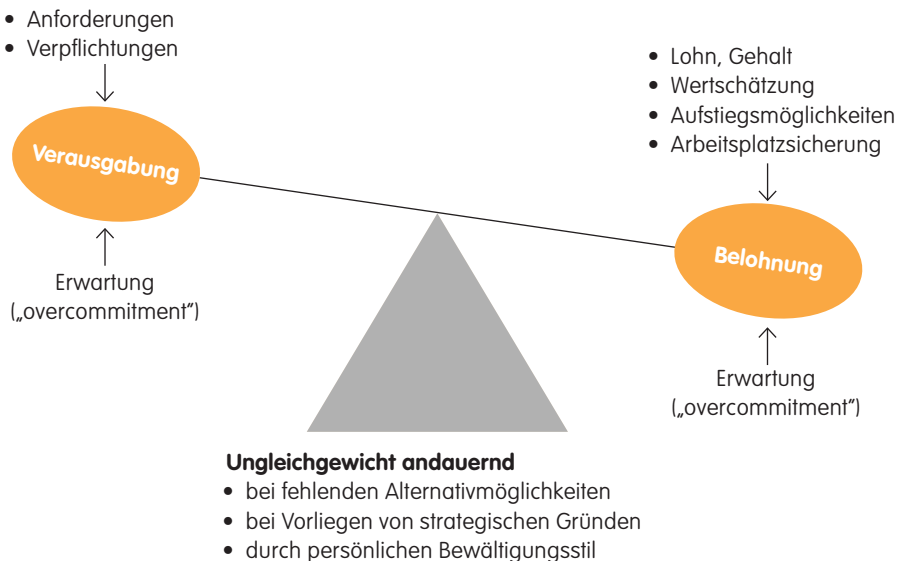 • Anforderungen
• Verpflichtungen
Verausgabung
Erwartung
(„overcommitment")
• Lohn, Gehalt
• Wertschätzung
• Aufstiegsmöglichkeiten
• Arbeitsplatzsicherung
Belohnung
Erwartung
(„overcommitment")
Ungleichgewicht andauernd
• bei fehlenden Alternativmöglichkeiten
• bei Vorliegen von strategischen Gründen
• durch persönlichen Bewältigungsstil